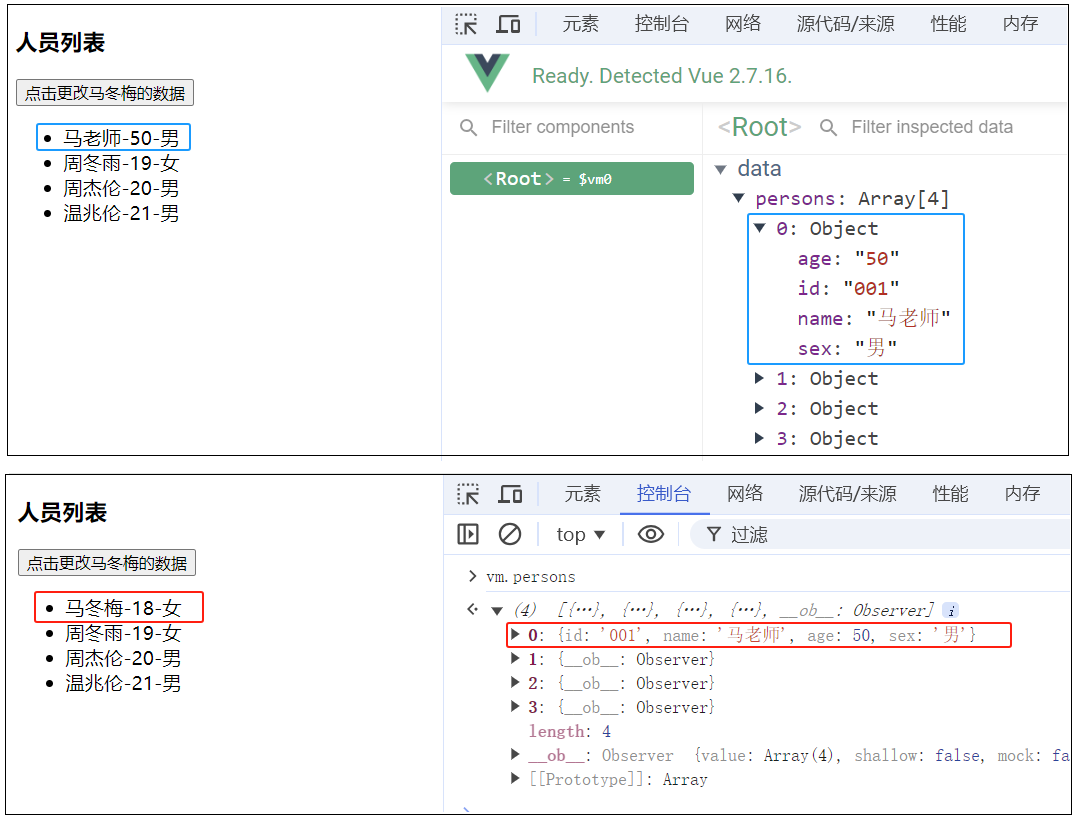 人员列表
点击更改马冬梅的数据
马老师-50-男
周冬雨-19-女
周杰伦-20-男
温兆伦-21-男
元素 控制台 网络 源代码/来源 性能 内存
Ready. Detected Vue 2.7.16.
Filter components
<Root> Filter inspected data
<Root> = $vm0
data
persons: Array[4]
0: Object
age: "50"
id: "001"
name: "马老师"
sex: "男"
1: Object
2: Object
3: Object
人员列表
点击更改马冬梅的数据
马冬梅-18-女
周冬雨-19-女
周杰伦-20-男
温兆伦-21-男
元素 控制台 网络 源代码/来源 性能 内存
top 过滤
vm.persons
(4) [{…}, {…}, {…}, {…}, __ob__: Observer]
0: {id: '001', name: '马老师', age: 50, sex: '男'}
1: {__ob__: Observer}
2: {__ob__: Observer}
3: {__ob__: Observer}
length: 4
__ob__: Observer {value: Array(4), shallow: false, mock: fa
[[Prototype]]: Array